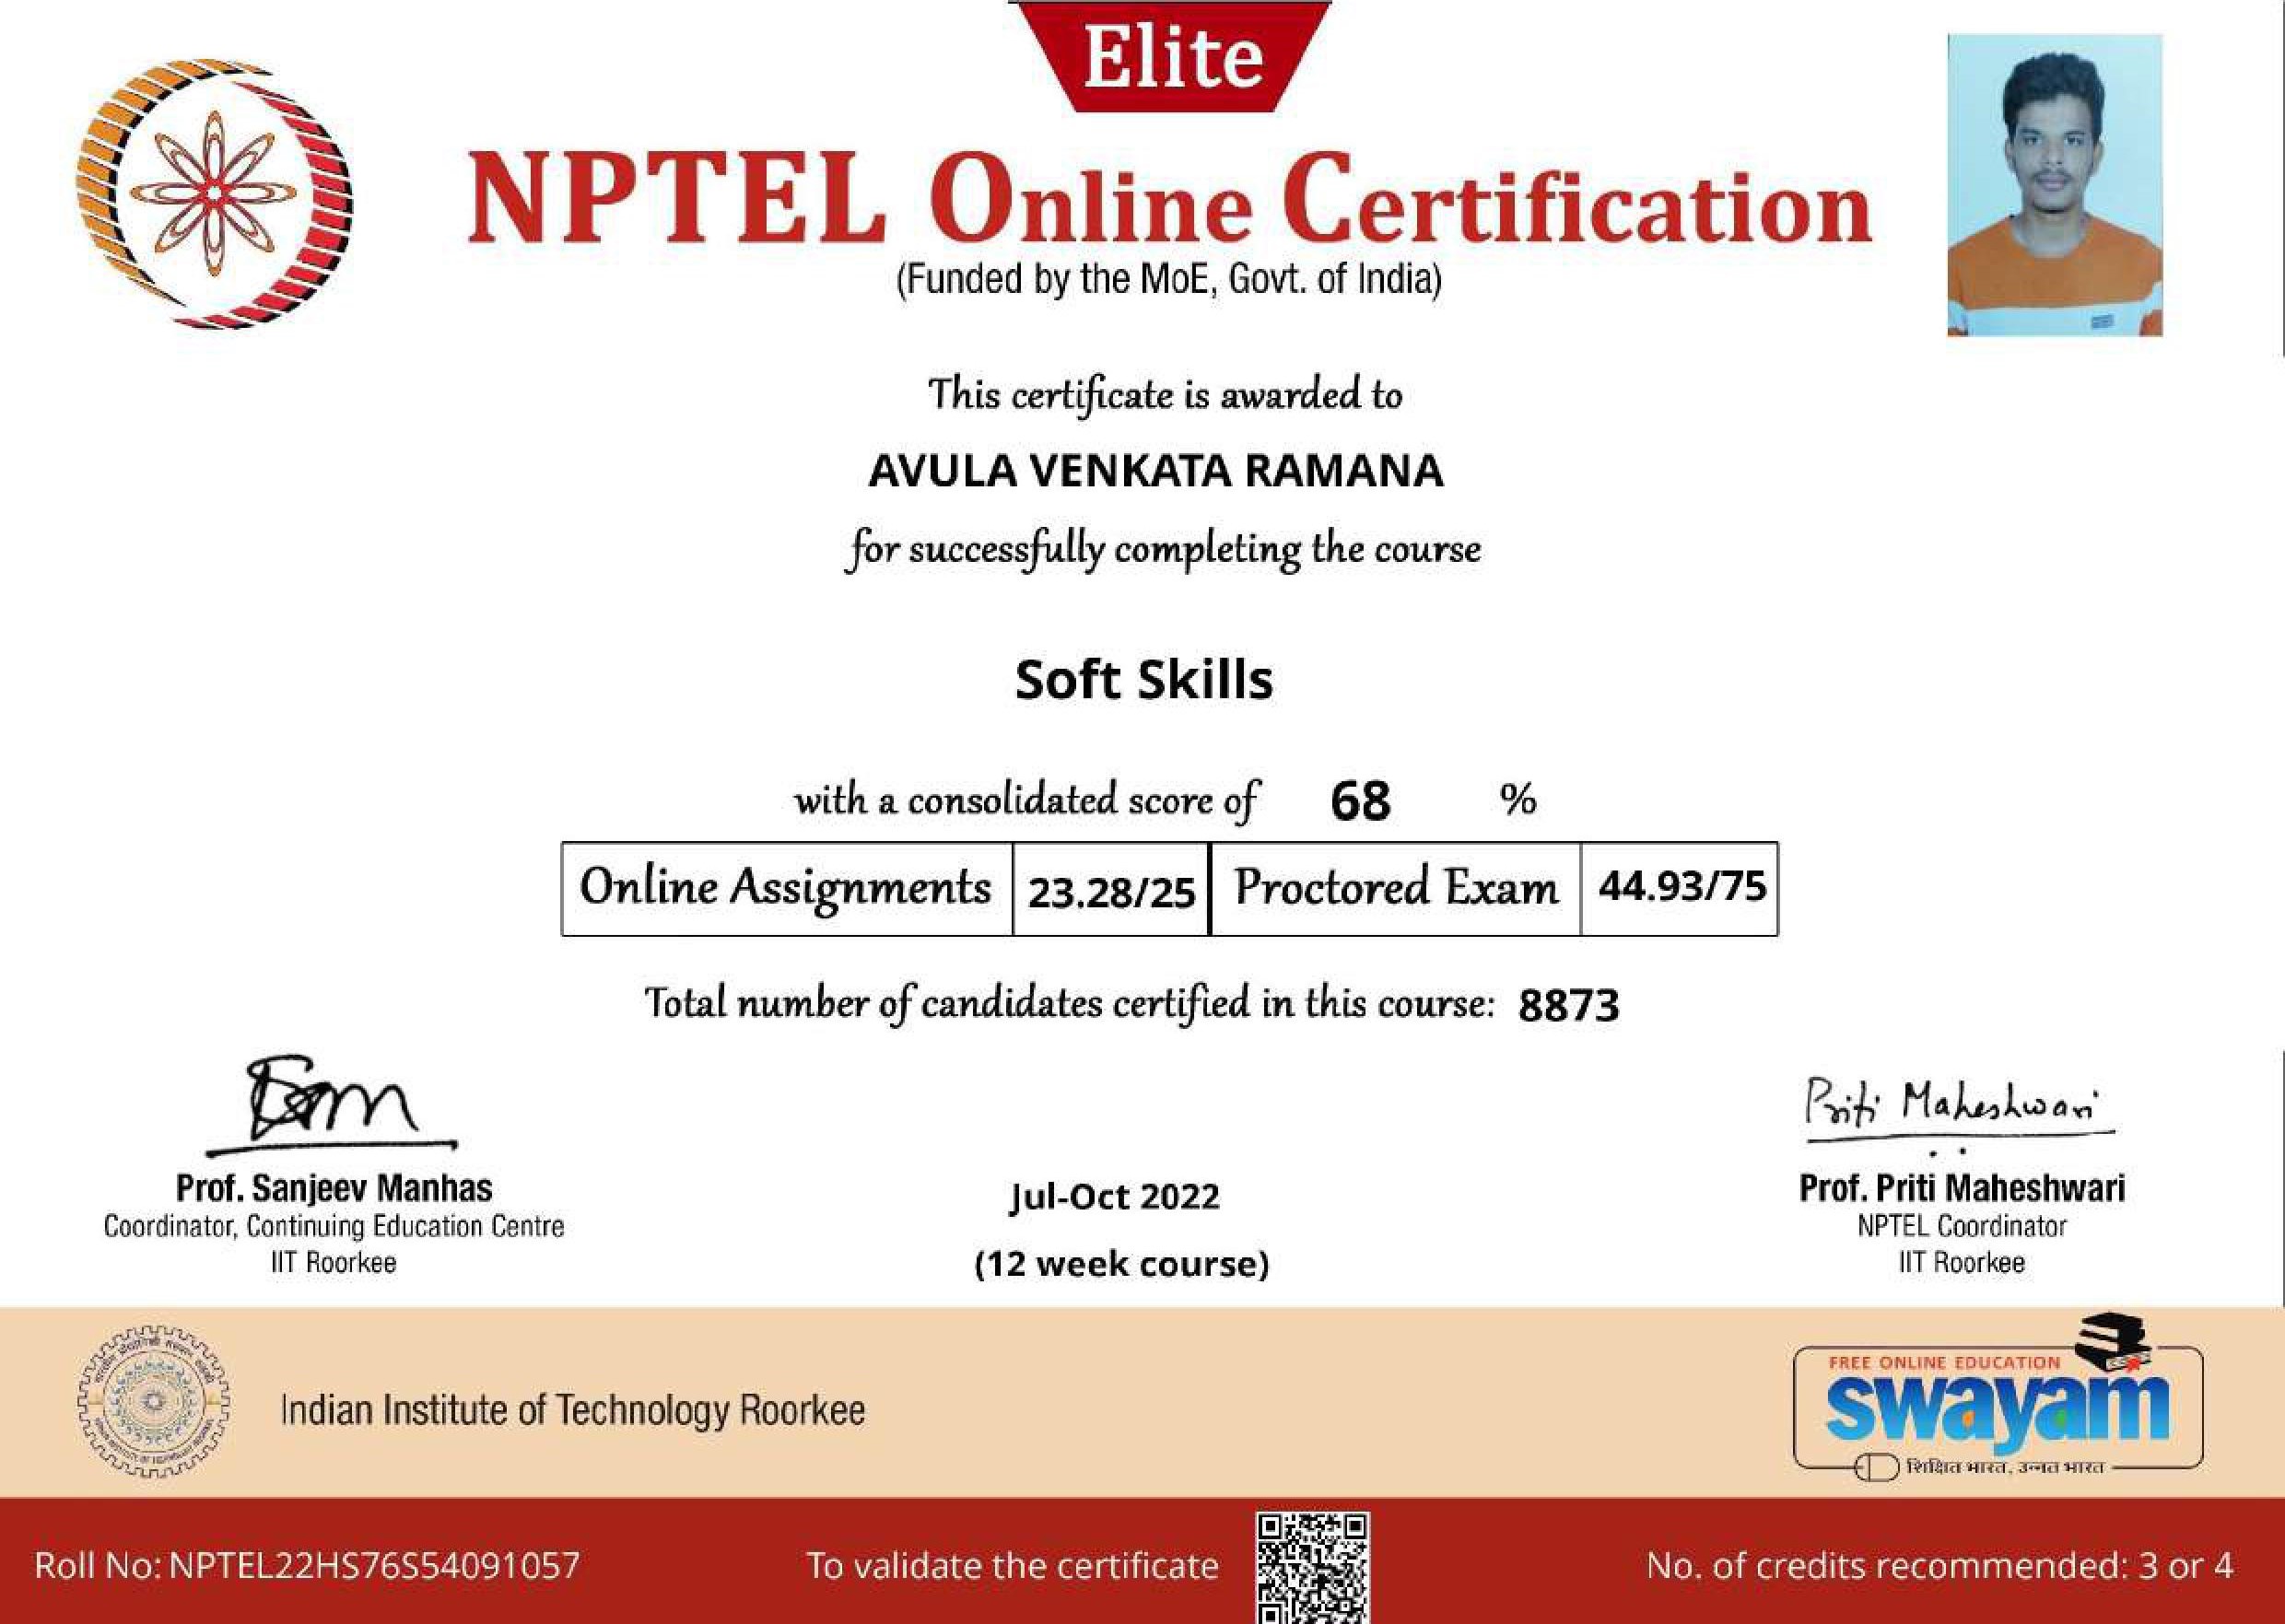 Elite
NPTEL Online Certification
(Funded by the MoE, Govt. of India)
This certificate is awarded to
AVULA VENKATA RAMANA
for successfully completing the course
Soft Skills
with a consolidated score of 68 %
Online Assignments 23.28/25 Proctored Exam 44.93/75
Total number of candidates certified in this course: 8873
Priti Maheshwari
Prof. Sanjeev Manhas
Coordinator, Continuing Education Centre
IIT Roorkee
Jul-Oct 2022
(12 week course)
Prof. Priti Maheshwari
NPTEL Coordinator
IIT Roorkee
Indian Institute of Technology Roorkee
FREE ONLINE EDUCATION
swayam
शिक्षित भारत, उन्नत भारत
Roll No: NPTEL22HS76S54091057
To validate the certificate
No. of credits recommended: 3 or 4